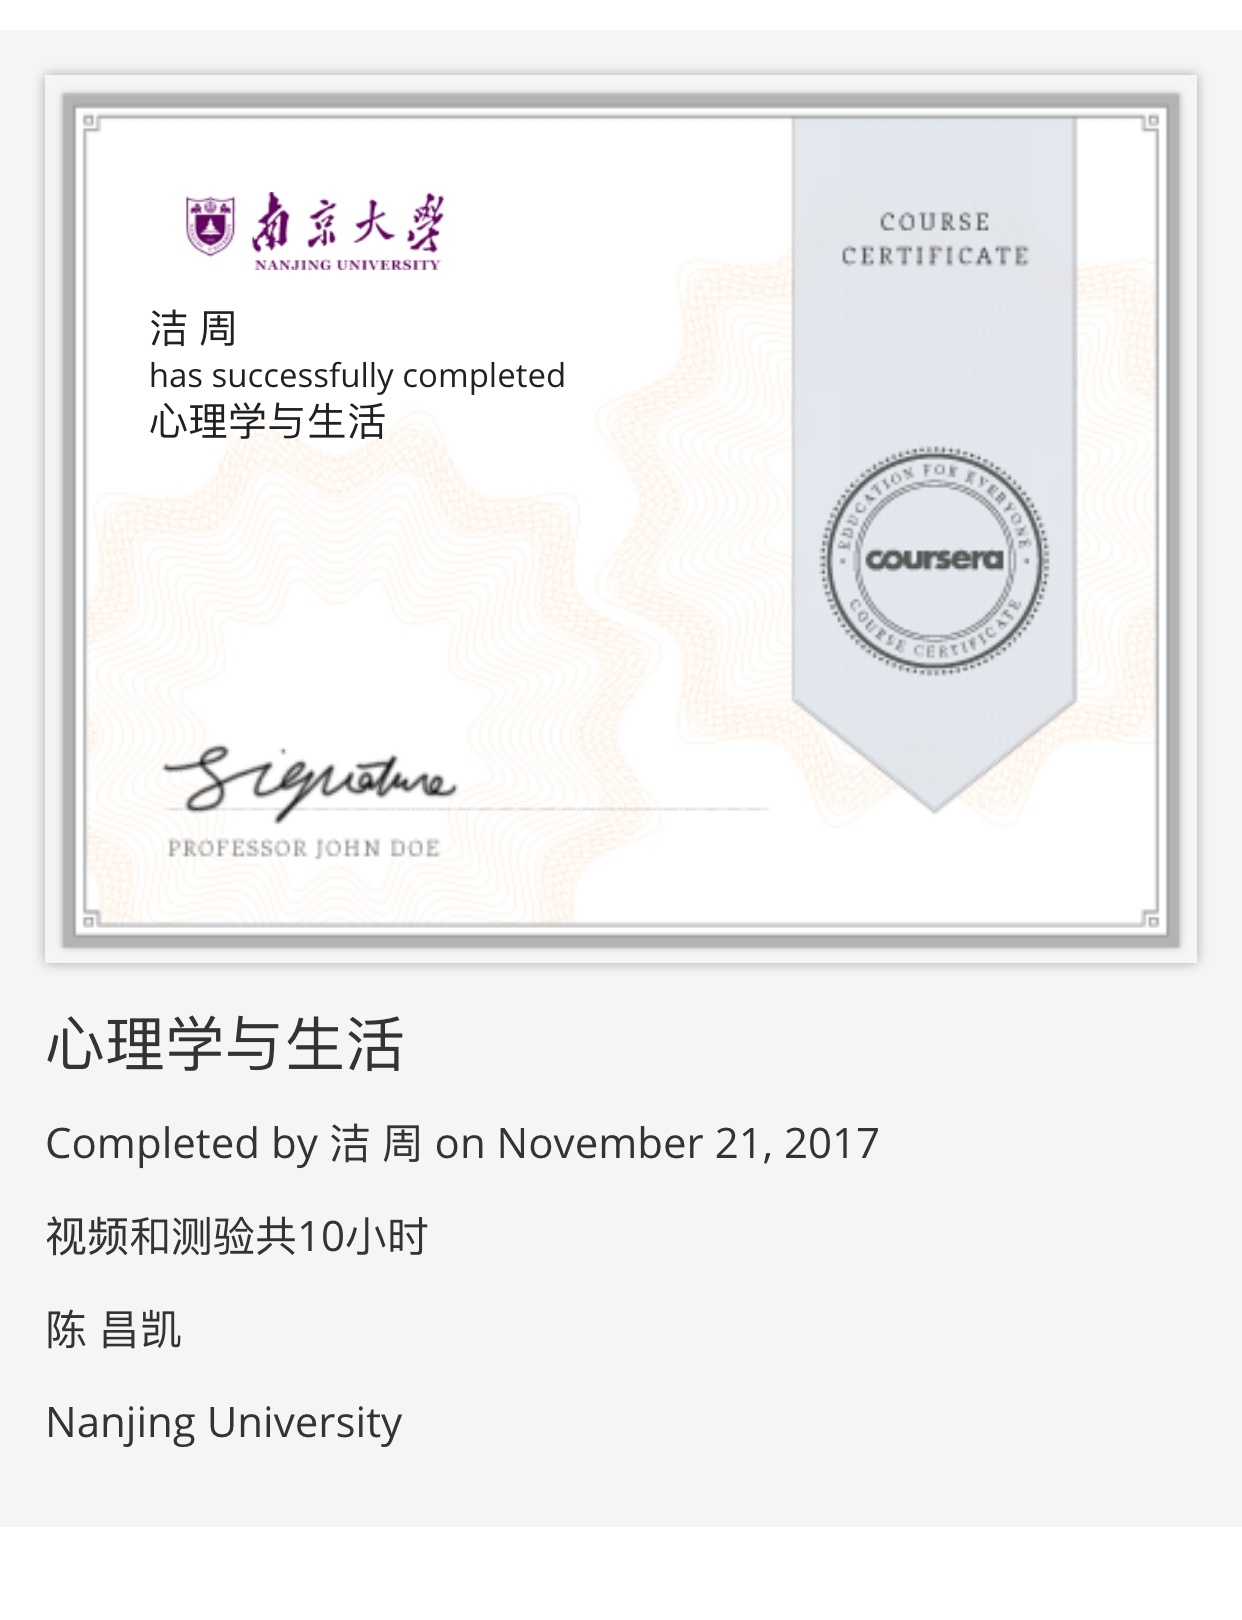 南京大學
NANJING UNIVERSITY
洁 周
has successfully completed
心理学与生活
COURSE
CERTIFICATE
EDUCATION FOR EVERYONE
coursera
COURSE CERTIFICATE
Signature
PROFESSOR JOHN DOE
心理学与生活
Completed by 洁 周 on November 21, 2017
视频和测验共10小时
陈 昌凯
Nanjing University